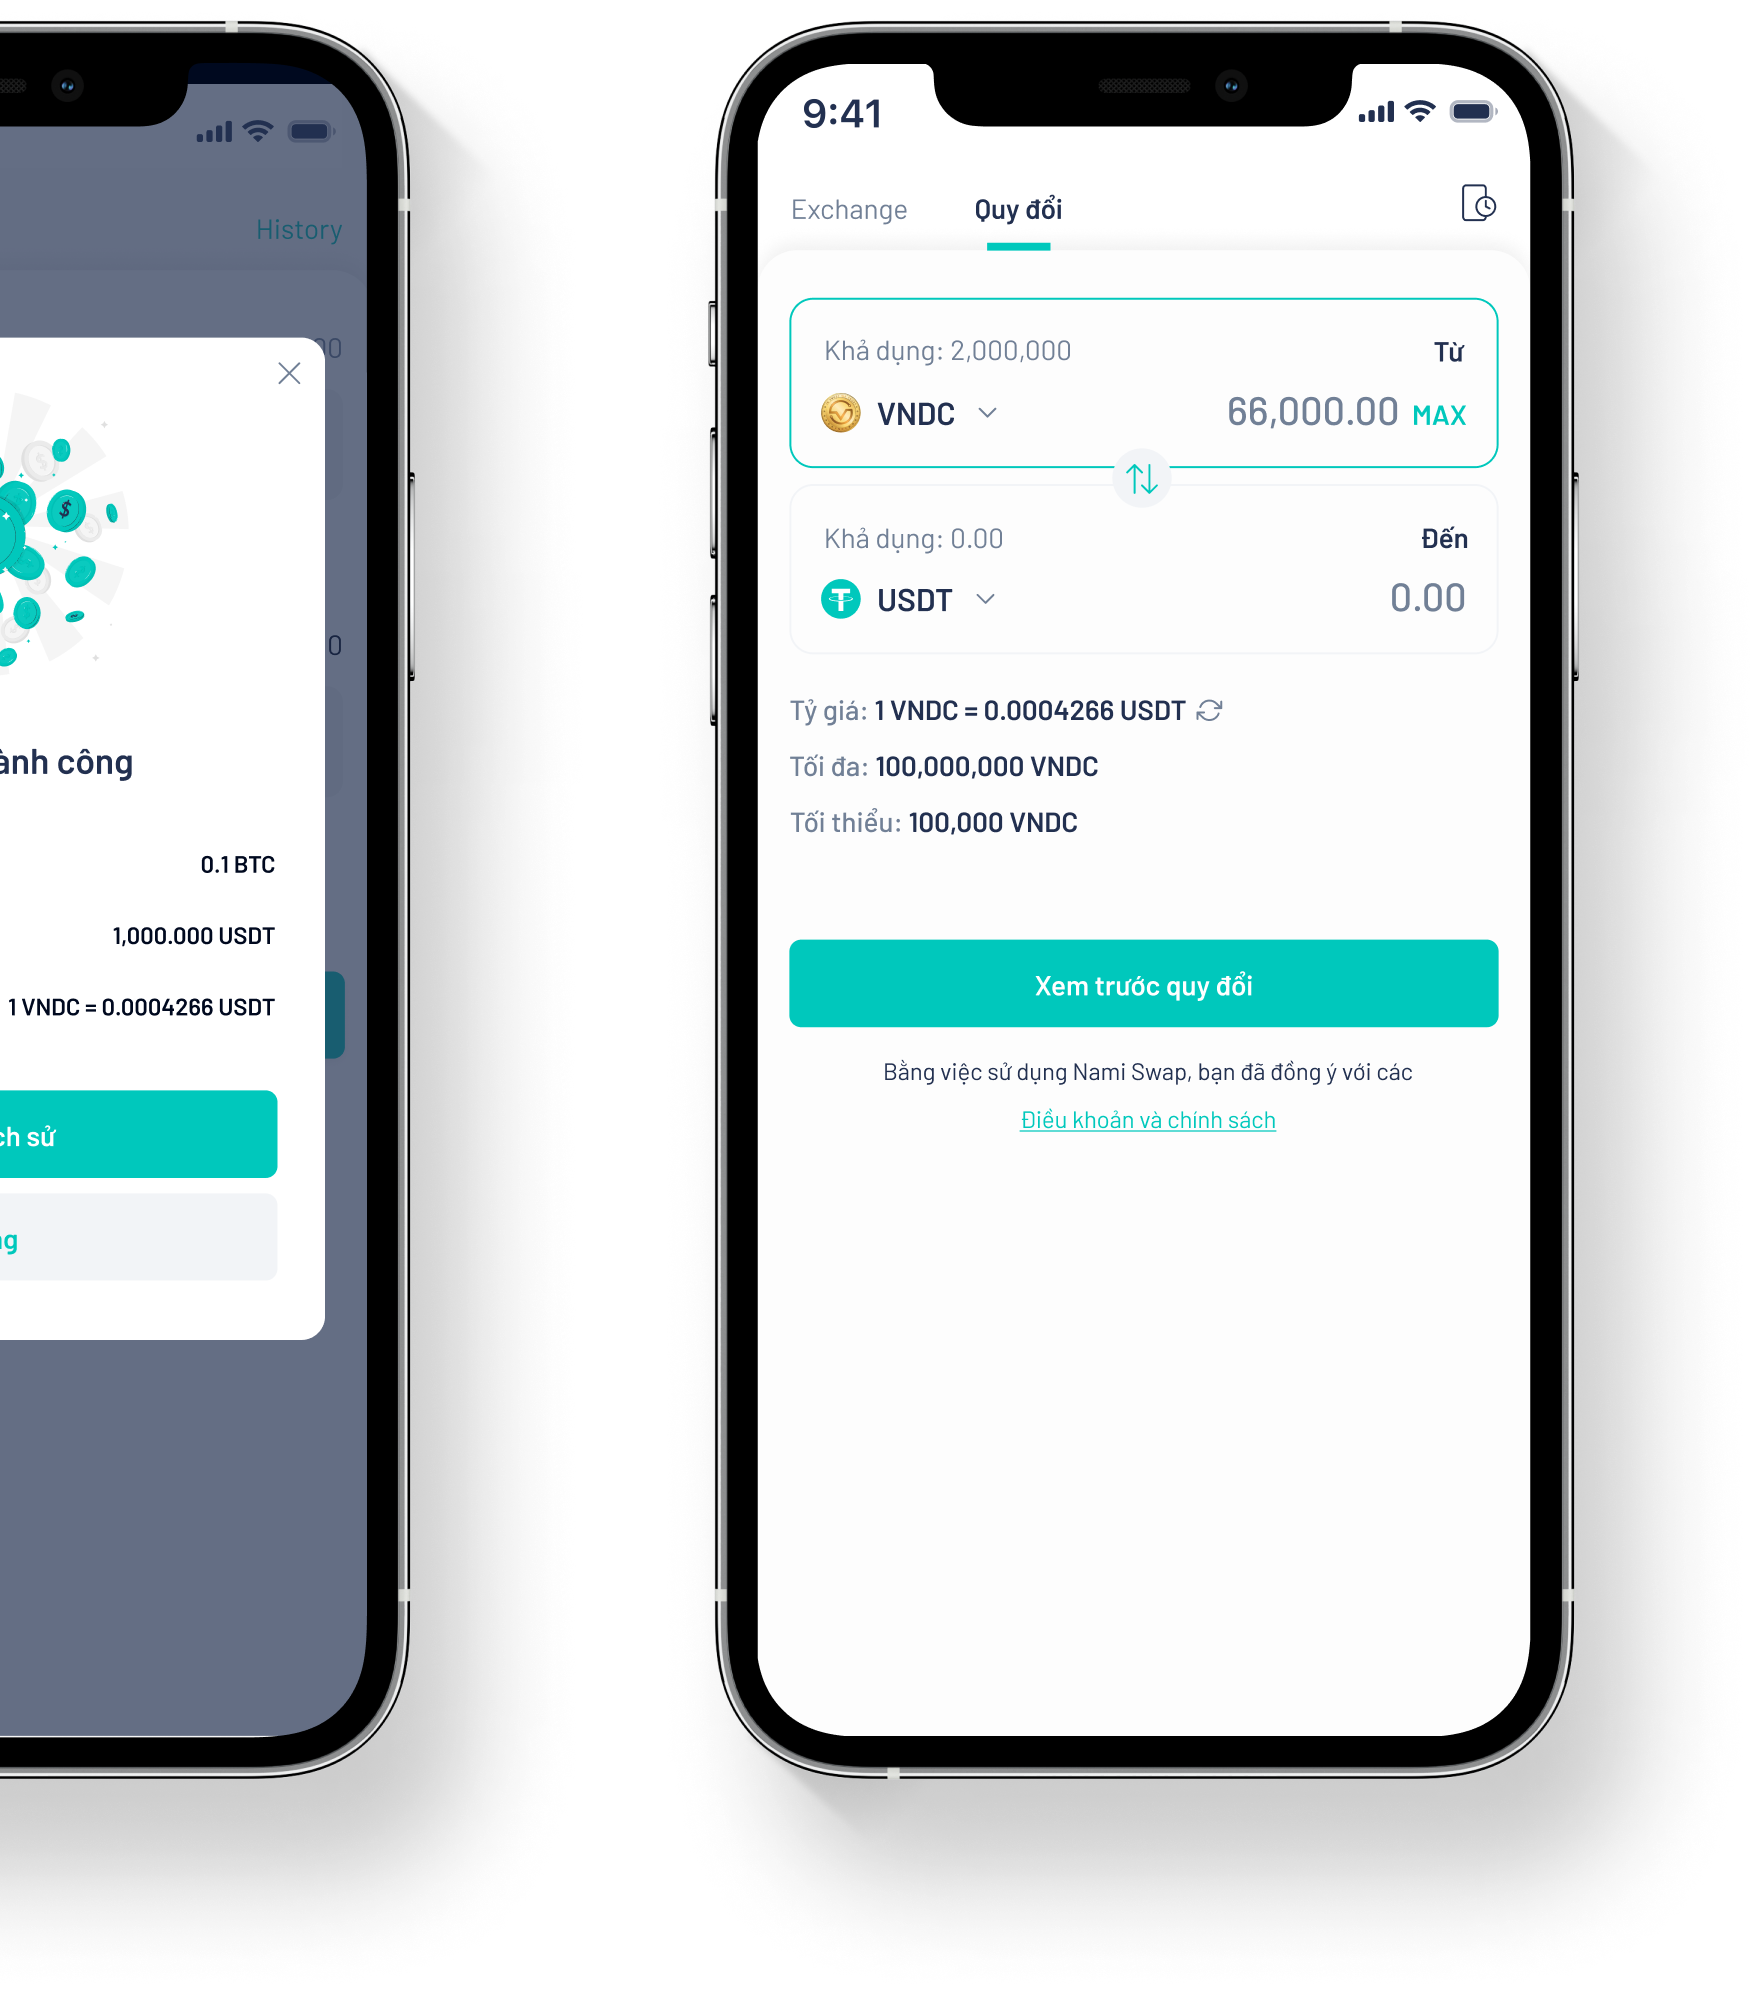 History
00
0
ành công
0.1 BTC
1,000.000 USDT
1 VNDC = 0.0004266 USDT
ch sử
ng
9:41
Exchange
Quy đổi
Khả dụng: 2,000,000
Từ
VNDC
66,000.00 MAX
Khả dụng: 0.00
Đến
USDT
0.00
Tỷ giá: 1 VNDC = 0.0004266 USDT
Tối đa: 100,000,000 VNDC
Tối thiểu: 100,000 VNDC
Xem trước quy đổi
Bằng việc sử dụng Nami Swap, bạn đã đồng ý với các
Điều khoản và chính sách